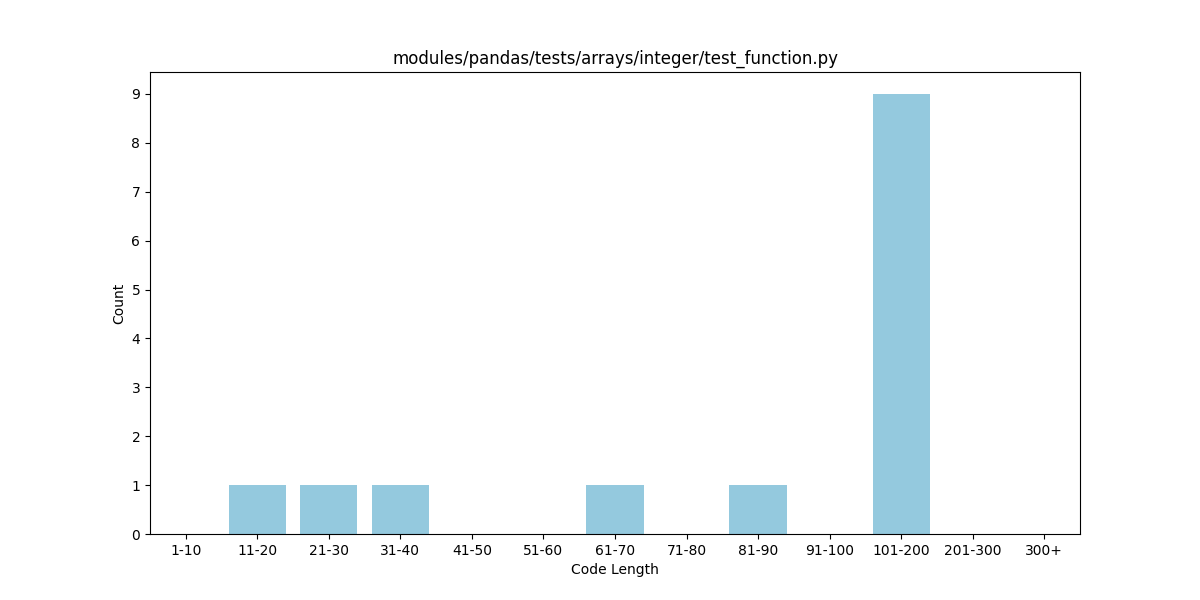 modules/pandas/tests/arrays/integer/test_function.py
9
8
7
6
5
4
3
2
1
0
Count
1-10 11-20 21-30 31-40 41-50 51-60 61-70 71-80 81-90 91-100 101-200 201-300 300+
Code Length